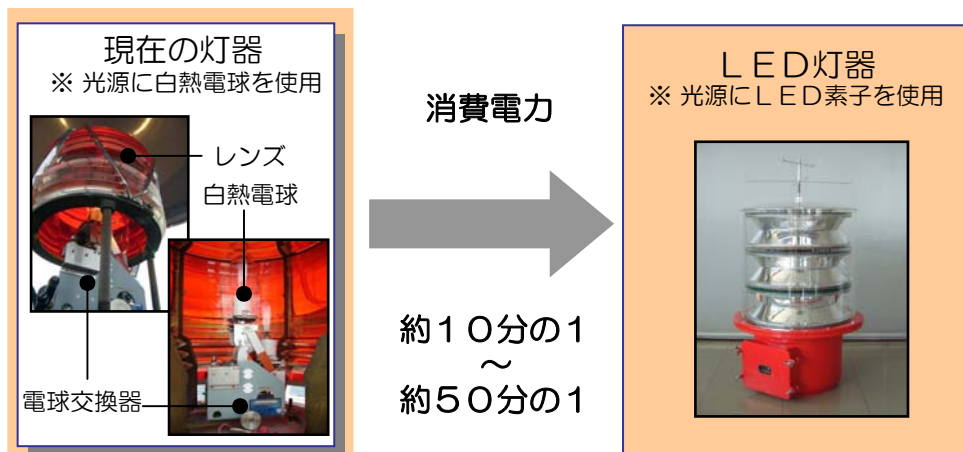 現在の灯器
※ 光源に白熱電球を使用
レンズ
白熱電球
電球交換器
消費電力
約１０分の１
～
約５０分の１
ＬＥＤ灯器
※ 光源にＬＥＤ素子を使用